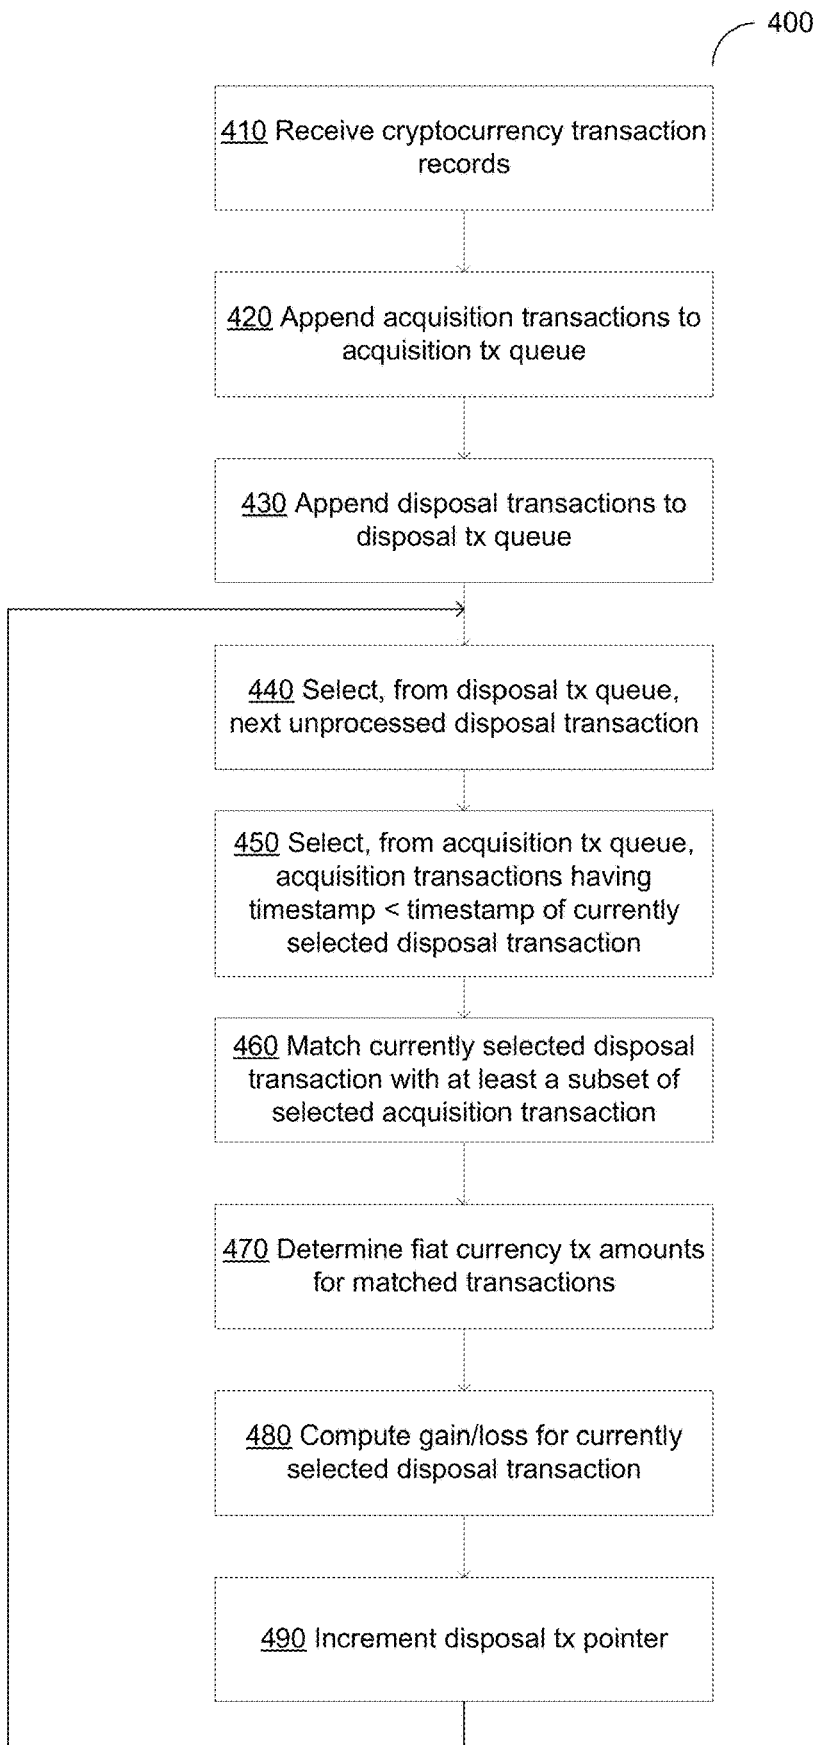 400
410 Receive cryptocurrency transaction
records
420 Append acquisition transactions to
acquisition tx queue
430 Append disposal transactions to
disposal tx queue
440 Select, from disposal tx queue,
next unprocessed disposal transaction
450 Select, from acquisition tx queue,
acquisition transactions having
timestamp < timestamp of currently
selected disposal transaction
460 Match currently selected disposal
transaction with at least a subset of
selected acquisition transaction
470 Determine fiat currency tx amounts
for matched transactions
480 Compute gain/loss for currently
selected disposal transaction
490 Increment disposal tx pointer